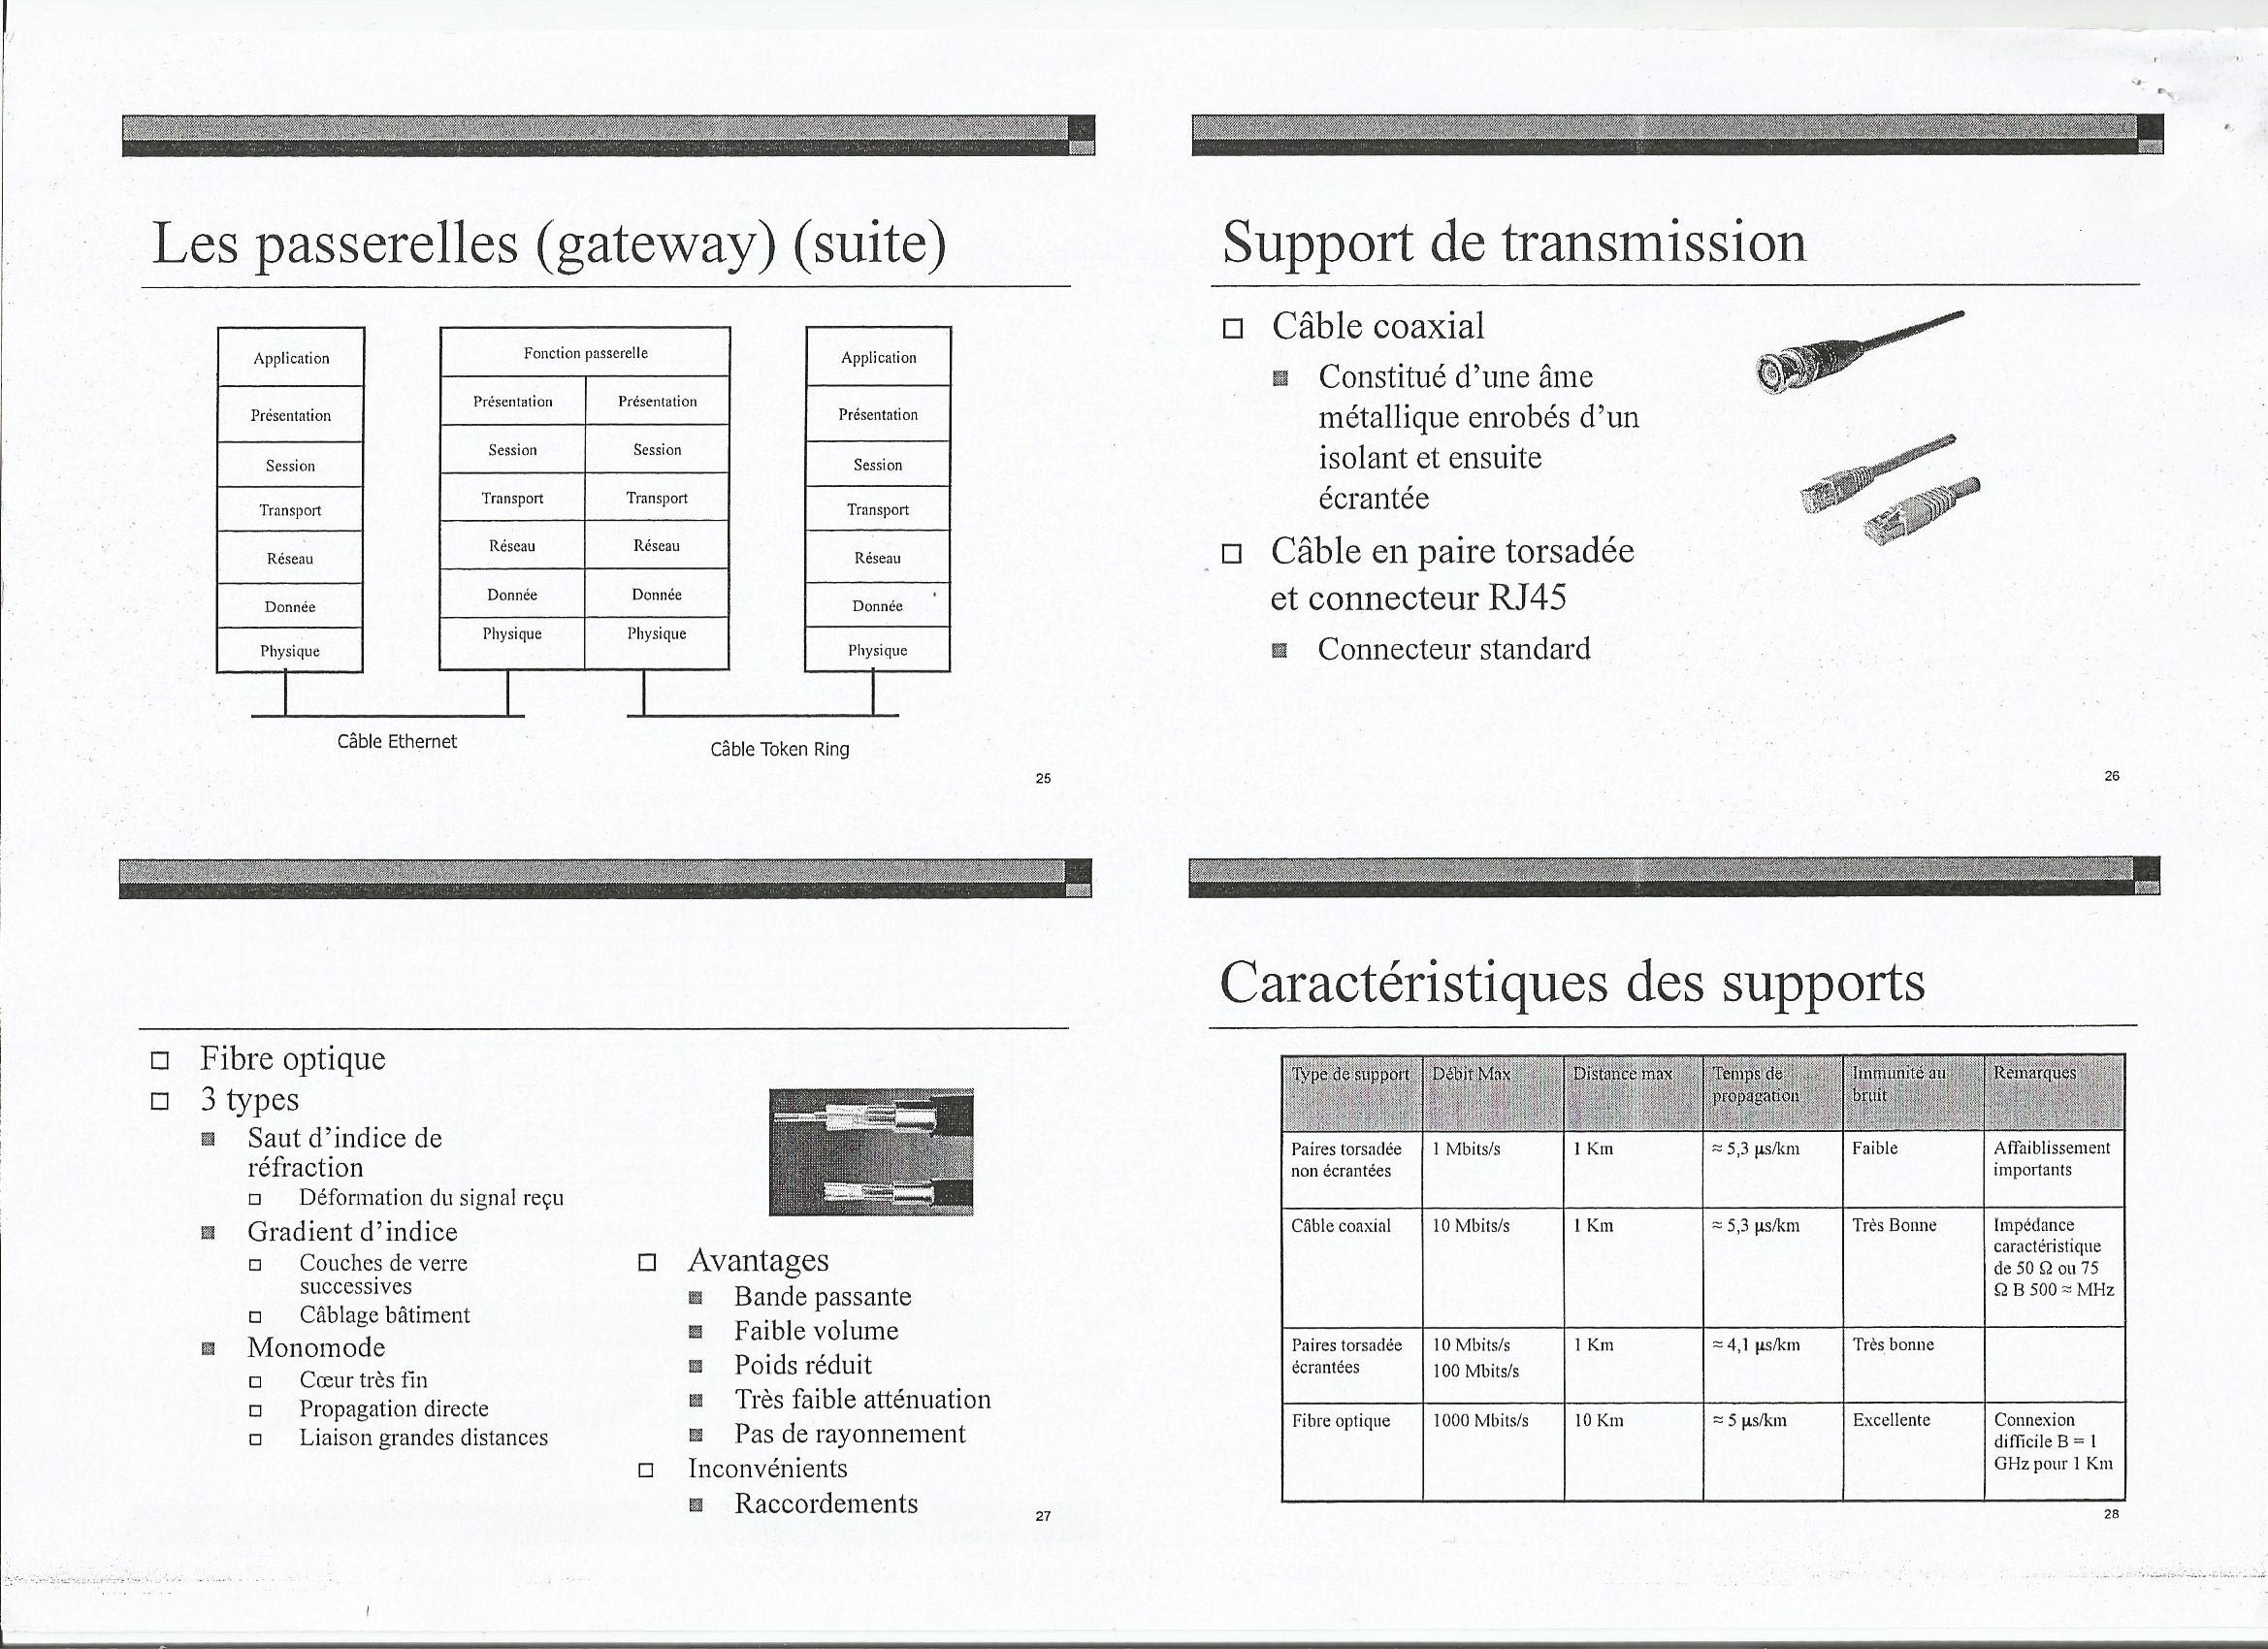 Les passerelles (gateway) (suite)
Application
Présentation
Session
Transport
Réseau
Donnée
Physique
Fonction passerelle
Présentation Présentation
Session Session
Transport Transport
Réseau Réseau
Donnée Donnée
Physique Physique
Application
Présentation
Session
Transport
Réseau
Donnée
Physique
Câble Ethernet
Câble Token Ring
25
Support de transmission
Câble coaxial
Constitué d'une âme
métallique enrobés d'un
isolant et ensuite
écrantée
Câble en paire torsadée
et connecteur RJ45
Connecteur standard
26
Fibre optique
3 types
Saut d'indice de
réfraction
Déformation du signal reçu
Gradient d'indice
Couches de verre
successives
Câblage bâtiment
Monomode
Cœur très fin
Propagation directe
Liaison grandes distances
Avantages
Bande passante
Faible volume
Poids réduit
Très faible atténuation
Pas de rayonnement
Inconvénients
Raccordements
27
Caractéristiques des supports
Type de support
Débit Max
Distance max
Temps de
propagation
Immunité au
bruit
Remarques
Paires torsadée
non écrantées
1 Mbits/s
1 Km
≈ 5,3 µs/km
Faible
Affaiblissement
importants
Câble coaxial
10 Mbits/s
1 Km
≈ 5,3 µs/km
Très Bonne
Impédance
caractéristique
de 50 Ω ou 75
Ω B 500 ≈ MHz
Paires torsadée
écrantées
10 Mbits/s
100 Mbits/s
1 Km
≈ 4,1 µs/km
Très bonne
Fibre optique
1000 Mbits/s
10 Km
≈ 5 µs/km
Excellente
Connexion
difficile B = 1
GHz pour 1 Km
28